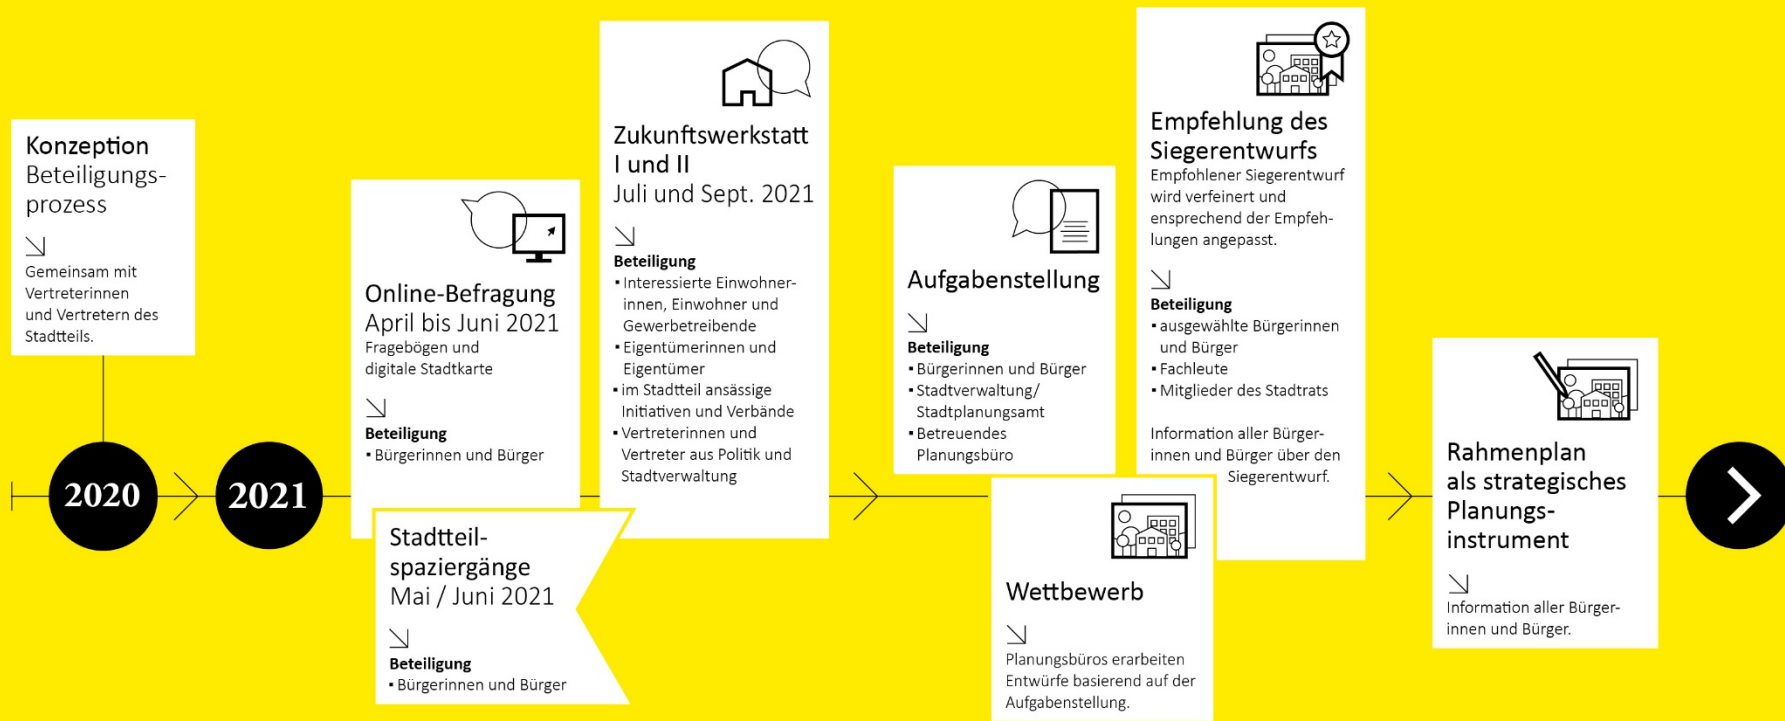 Konzeption
Beteiligungs-
prozess
Gemeinsam mit
Vertreterinnen
und Vertretern des
Stadtteils.
2020
2021
Online-Befragung
April bis Juni 2021
Fragebögen und
digitale Stadtkarte
Beteiligung
▪ Bürgerinnen und Bürger
Stadtteil-
spaziergänge
Mai / Juni 2021
Beteiligung
▪ Bürgerinnen und Bürger
Zukunftswerkstatt
I und II
Juli und Sept. 2021
Beteiligung
▪ Interessierte Einwohner-
innen, Einwohner und
Gewerbetreibende
▪ Eigentümerinnen und
Eigentümer
▪ im Stadtteil ansässige
Initiativen und Verbände
▪ Vertreterinnen und
Vertreter aus Politik und
Stadtverwaltung
Aufgabenstellung
Beteiligung
▪ Bürgerinnen und Bürger
▪ Stadtverwaltung/
Stadtplanungsamt
▪ Betreuendes
Planungsbüro
Wettbewerb
Planungsbüros erarbeiten
Entwürfe basierend auf der
Aufgabenstellung.
Empfehlung des
Siegerentwurfs
Empfohlener Siegerentwurf
wird verfeinert und
ensprechend der Empfeh-
lungen angepasst.
Beteiligung
▪ ausgewählte Bürgerinnen
und Bürger
▪ Fachleute
▪ Mitglieder des Stadtrats
Information aller Bürger-
innen und Bürger über den
Siegerentwurf.
Rahmenplan
als strategisches
Planungs-
instrument
Information aller Bürger-
innen und Bürger.